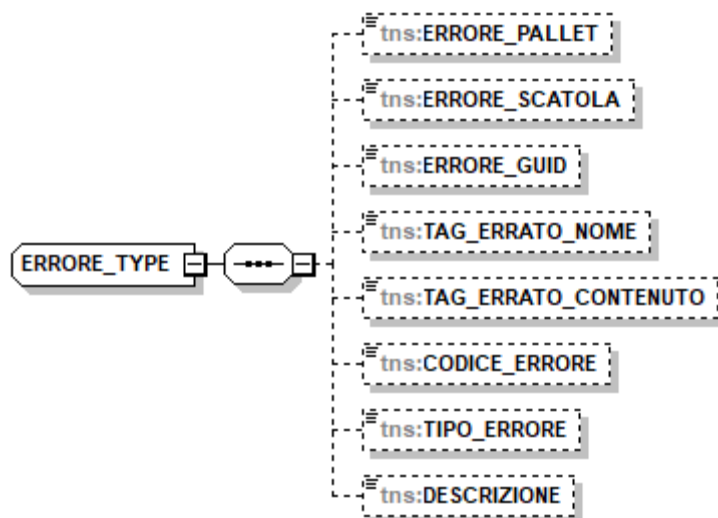 tns:ERRORE_PALLET
tns:ERRORE_SCATOLA
tns:ERRORE_GUID
tns:TAG_ERRATO_NOME
ERRORE_TYPE
tns:TAG_ERRATO_CONTENUTO
tns:CODICE_ERRORE
tns:TIPO_ERRORE
tns:DESCRIZIONE